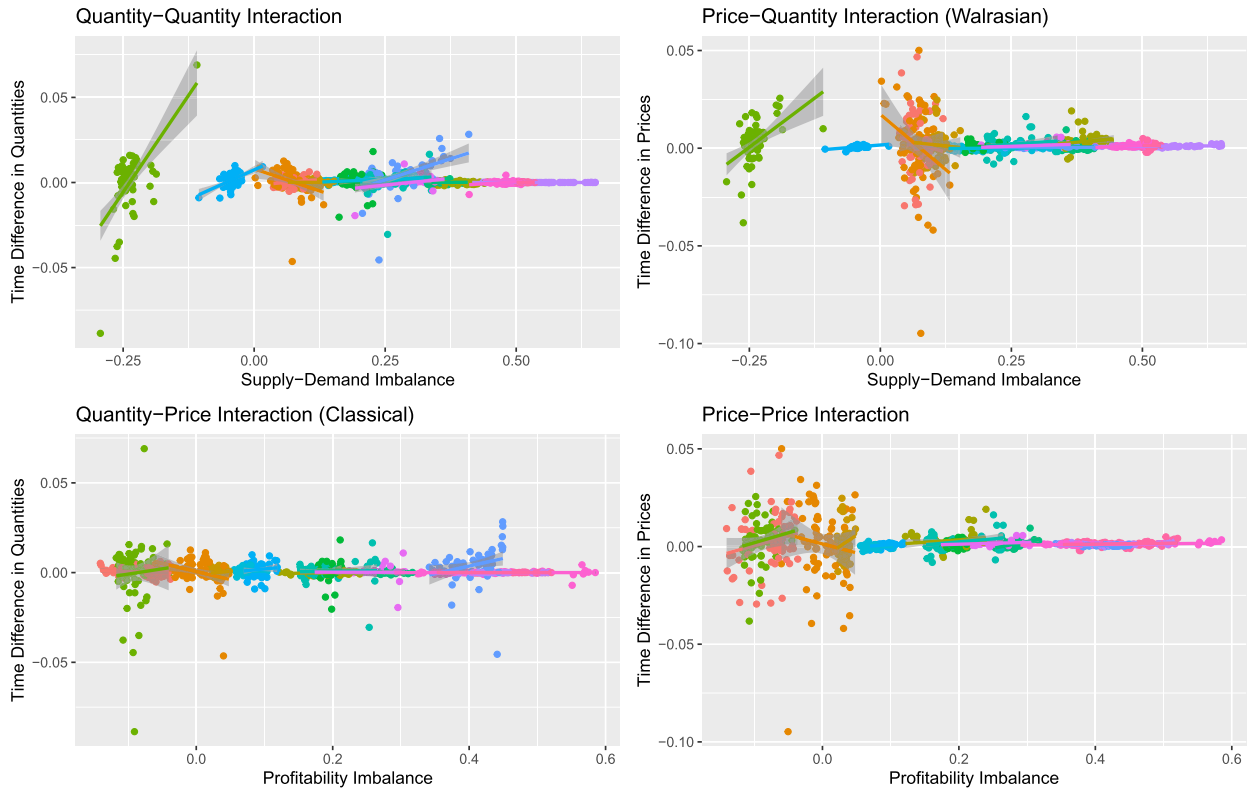 Quantity−Quantity Interaction
Time Difference in Quantities
0.05
0.00
−0.05
−0.25
0.00
0.25
0.50
Supply−Demand Imbalance
Price−Quantity Interaction (Walrasian)
Time Difference in Prices
0.05
0.00
−0.05
−0.10
−0.25
0.00
0.25
0.50
Supply−Demand Imbalance
Quantity−Price Interaction (Classical)
Time Difference in Quantities
0.05
0.00
−0.05
0.0
0.2
0.4
0.6
Profitability Imbalance
Price−Price Interaction
Time Difference in Prices
0.05
0.00
−0.05
−0.10
0.0
0.2
0.4
0.6
Profitability Imbalance